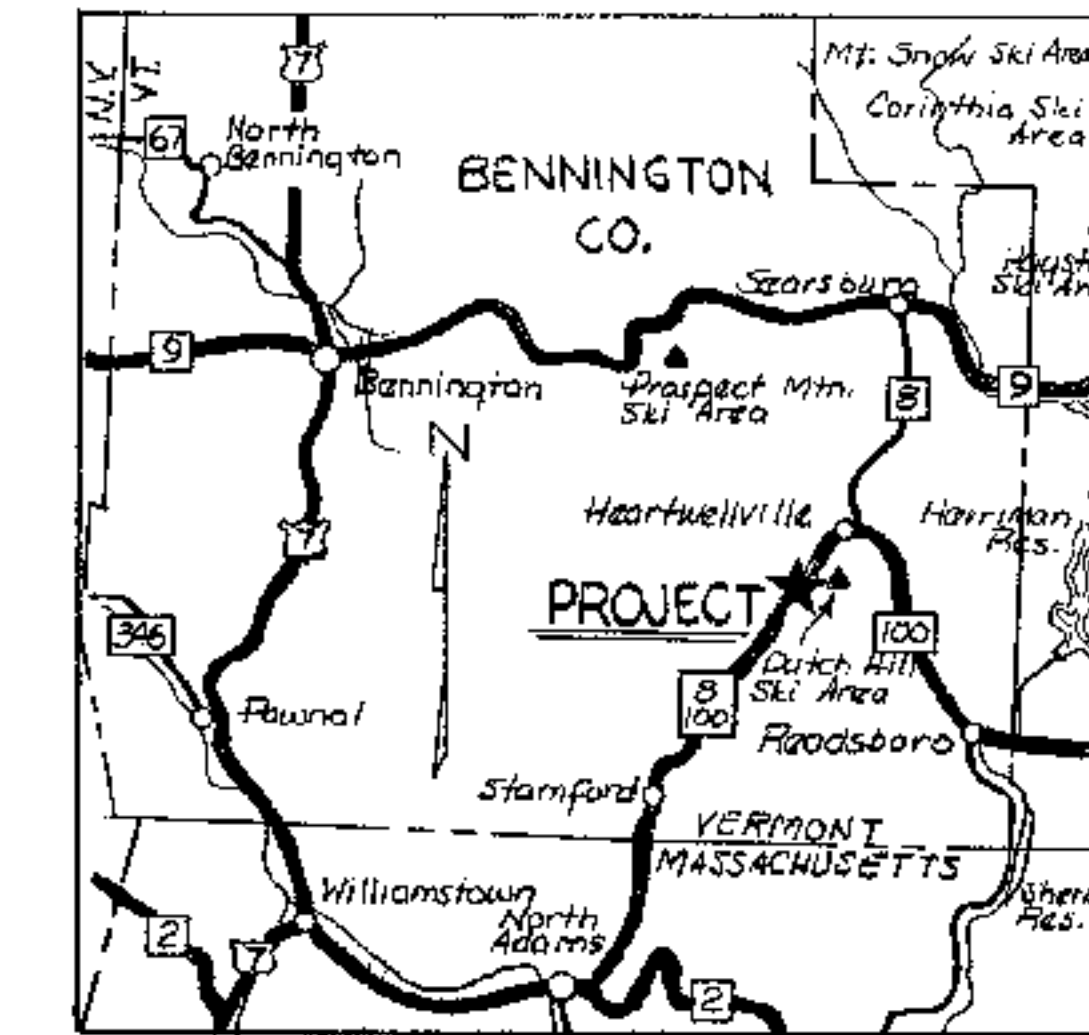 N.Y.
VT.
7
Mt. Snow Ski Area
Corinthia Ski
Area
67
North
Bennington
BENNINGTON
CO.
Searsburg
Ski
9
Bennington
Prospect Mtn.
Ski Area
8
9
N
7
Heartwellville
Harriman
Res.
PROJECT
346
100
Dutch Hill
Ski Area
8
100
Pownal
Readsboro
Stamford
VERMONT
MASSACHUSETTS
Williamstown
North
Adams
Res.
2
7
2